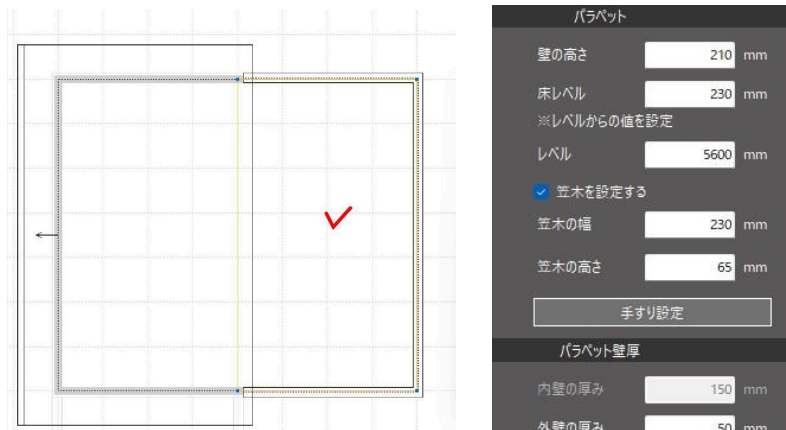 パラペット
壁の高さ 210 mm
床レベル 230 mm
※レベルからの値を設定
レベル 5600 mm
笠木を設定する
笠木の幅 230 mm
笠木の高さ 65 mm
手すり設定
パラペット壁厚
内壁の厚み 150 mm
外壁の厚み 50 mm